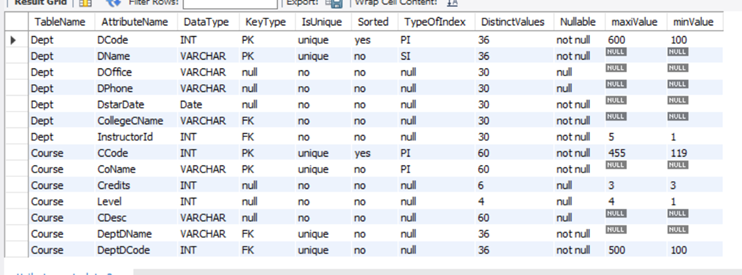 Result Grid Filter Rows: Export: Wrap Cell Content: IA
TableName AttributeName DataType KeyType IsUnique Sorted TypeOfIndex DistinctValues Nullable maxiValue minValue
Dept DCode INT PK unique yes PI 36 not null 600 100
Dept DName VARCHAR PK unique no SI 36 not null NULL NULL
Dept DOffice VARCHAR null no no null 30 null NULL NULL
Dept DPhone VARCHAR null no no null 30 null NULL NULL
Dept DstarDate Date null no no null 30 not null NULL NULL
Dept CollegeCName VARCHAR FK no no null 30 not null NULL NULL
Dept InstructorId INT FK no no null 30 not null 5 1
Course CCode INT PK unique yes PI 60 not null 455 119
Course CoName VARCHAR PK unique no PI 60 not null NULL NULL
Course Credits INT null no no null 6 null 3 3
Course Level INT null no no null 4 null 4 1
Course CDesc VARCHAR null no no null 60 null NULL NULL
Course DeptDName VARCHAR FK unique no null 36 not null NULL NULL
Course DeptDCode INT FK unique no null 36 not null 500 100